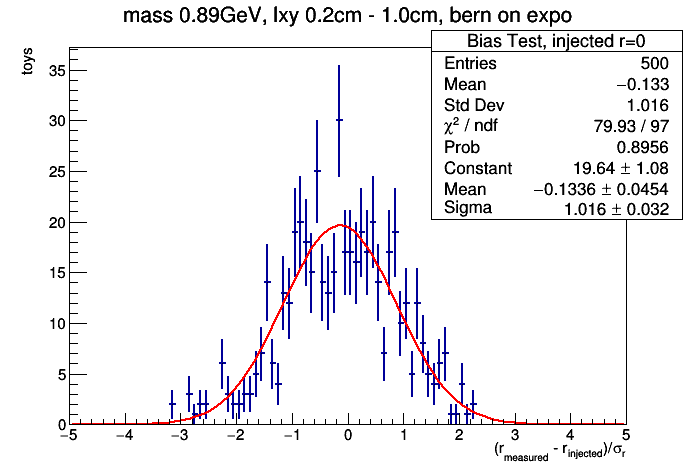 mass 0.89GeV, lxy 0.2cm - 1.0cm, bern on expo
toys
Bias Test, injected r=0
Entries 500
Mean −0.133
Std Dev 1.016
χ² / ndf 79.93 / 97
Prob 0.8956
Constant 19.64 ± 1.08
Mean −0.1336 ± 0.0454
Sigma 1.016 ± 0.032
35
30
25
20
15
10
5
0
−5 −4 −3 −2 −1 0 1 2 3 4 5
(r_measured - r_injected)/σ_r